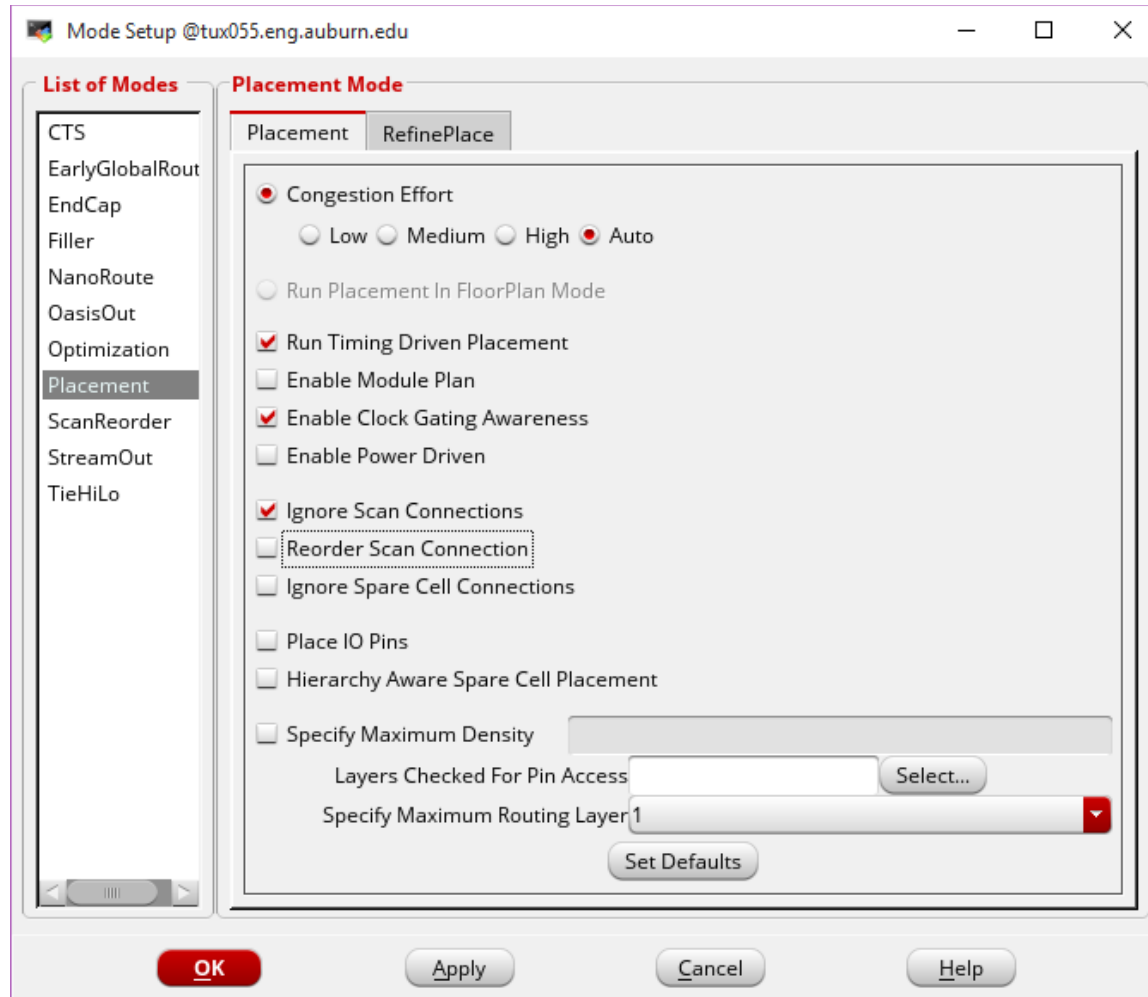 Mode Setup @tux055.eng.auburn.edu
List of Modes
CTS
EarlyGlobalRout
EndCap
Filler
NanoRoute
OasisOut
Optimization
Placement
ScanReorder
StreamOut
TieHiLo
Placement Mode
Placement RefinePlace
Congestion Effort
Low Medium High Auto
Run Placement In FloorPlan Mode
Run Timing Driven Placement
Enable Module Plan
Enable Clock Gating Awareness
Enable Power Driven
Ignore Scan Connections
Reorder Scan Connection
Ignore Spare Cell Connections
Place IO Pins
Hierarchy Aware Spare Cell Placement
Specify Maximum Density
Layers Checked For Pin Access Select...
Specify Maximum Routing Layer 1
Set Defaults
OK Apply Cancel Help